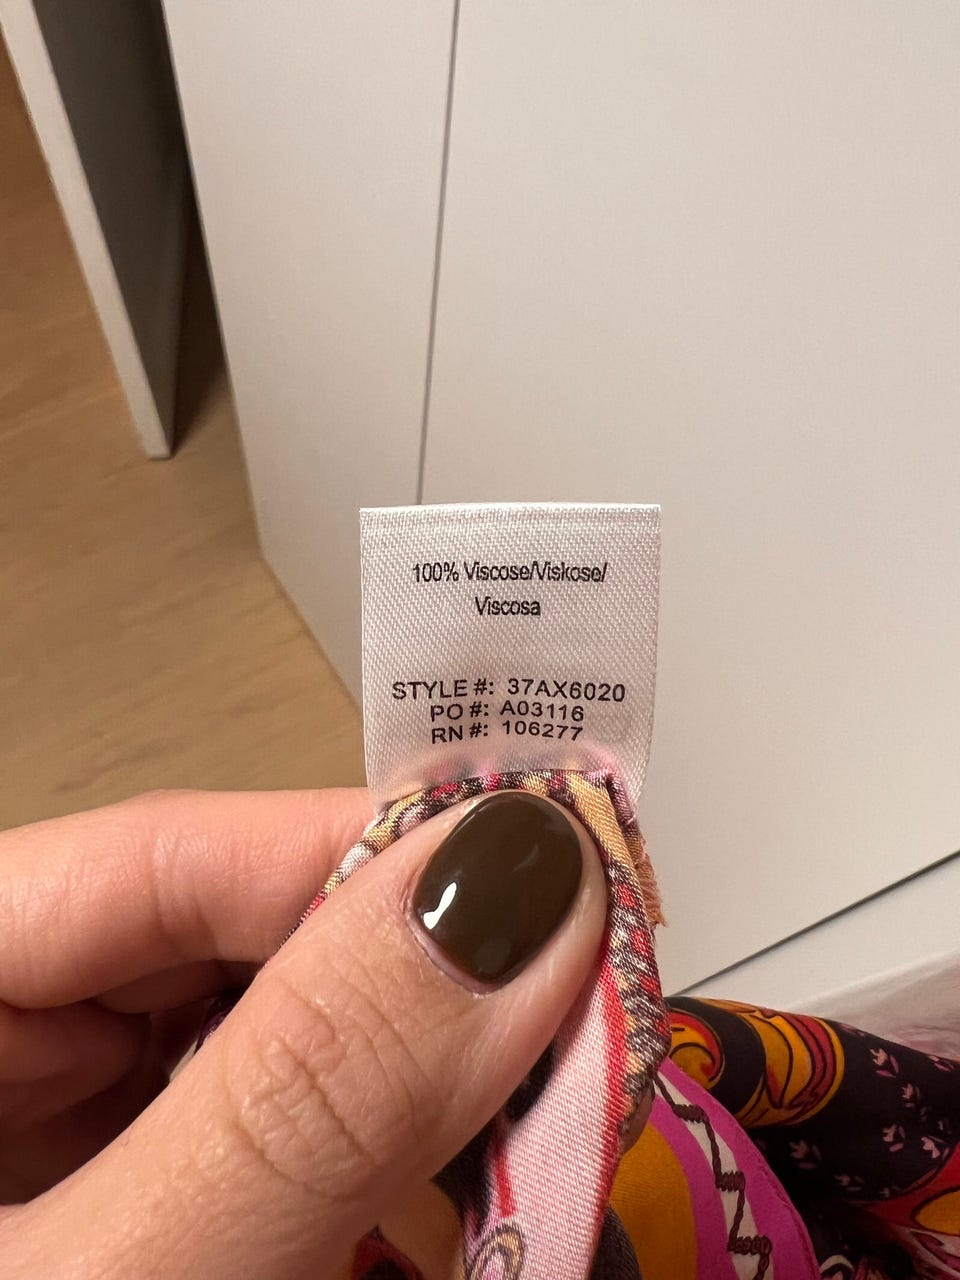 100% Viscose/Viskose/
Viscosa
STYLE #: 37AX6020
PO #: A03116
RN #: 106277